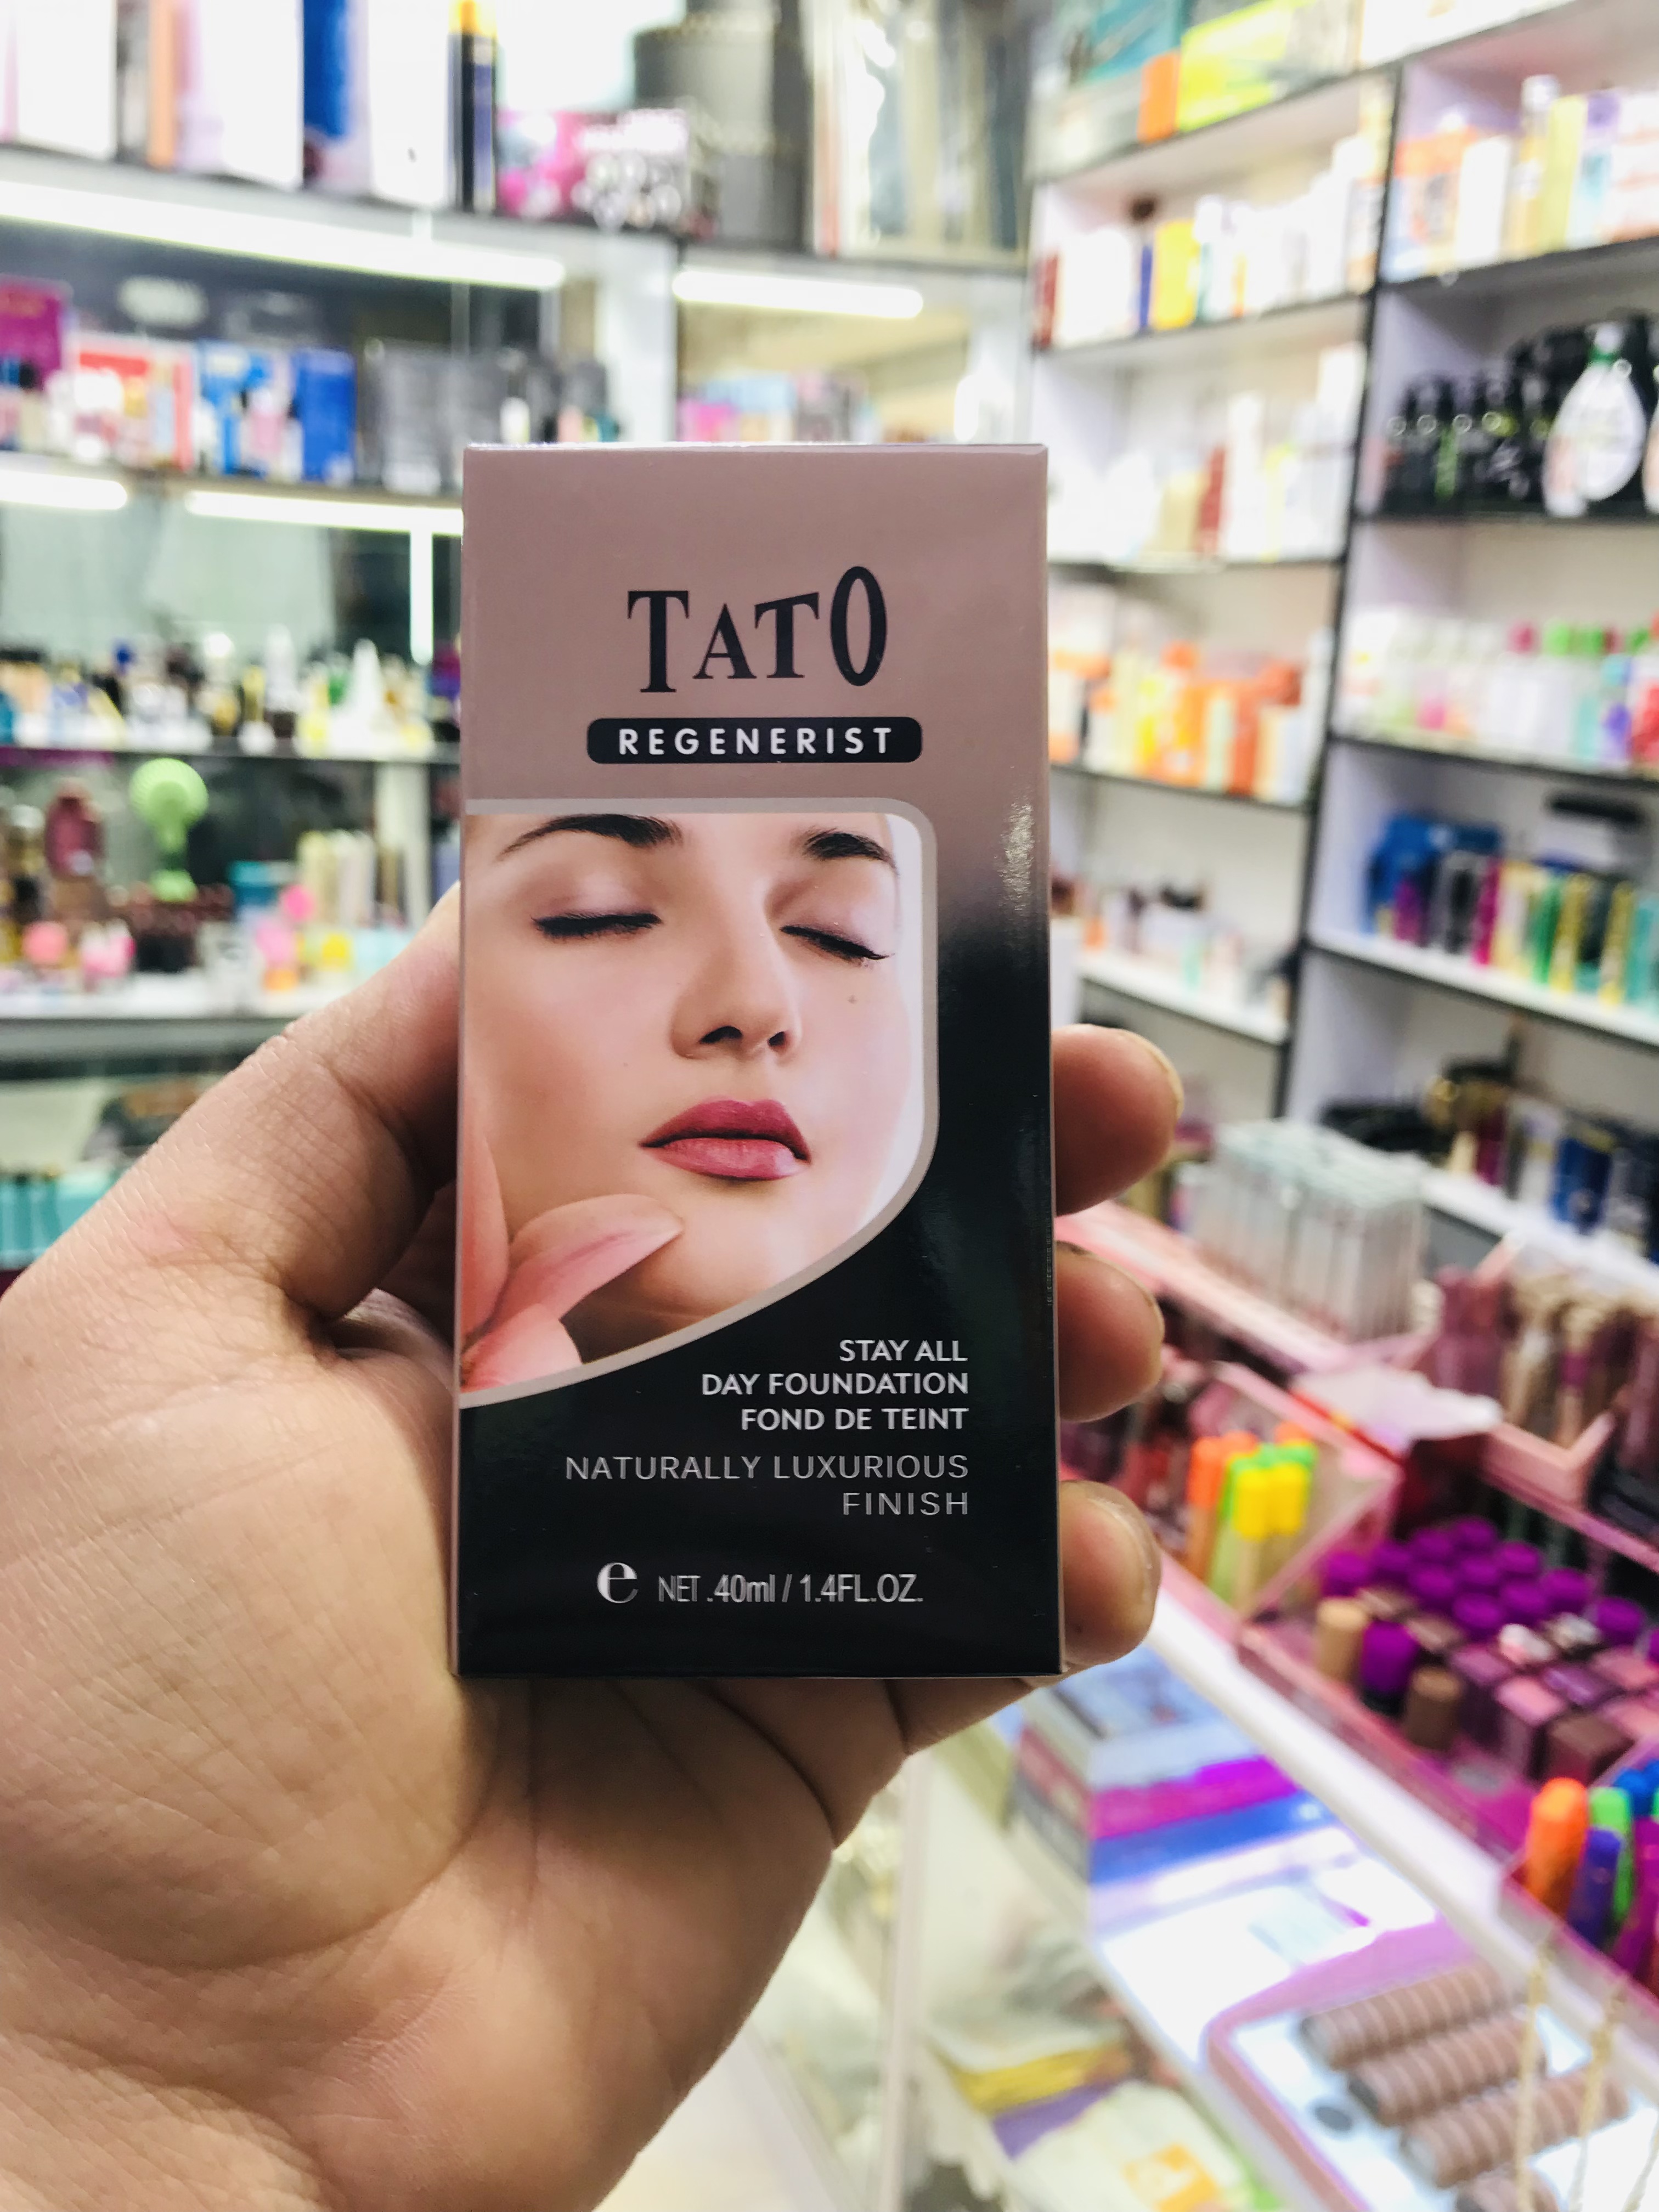 TATO
REGENERIST
STAY ALL
DAY FOUNDATION
FOND DE TEINT
NATURALLY LUXURIOUS
FINISH
e NET.40ml/1.4FL.OZ.